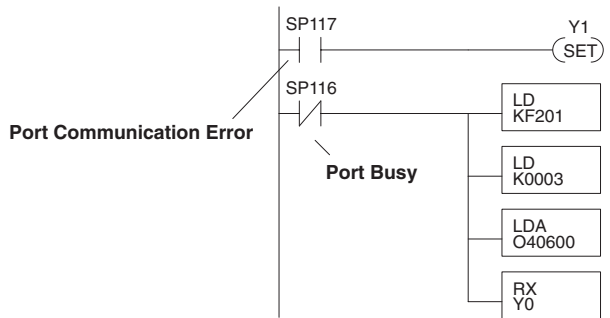 SP117
Y1
SET
SP116
Port Communication Error
Port Busy
LD
KF201
LD
K0003
LDA
O40600
RX
Y0